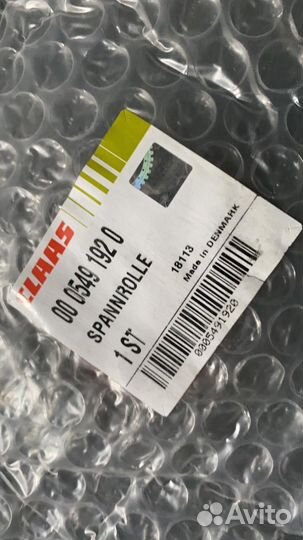 CLAAS
00 0549 192 0
SPANNROLLE
1 ST
18113
Made in DENMARK
0005491920
Avito